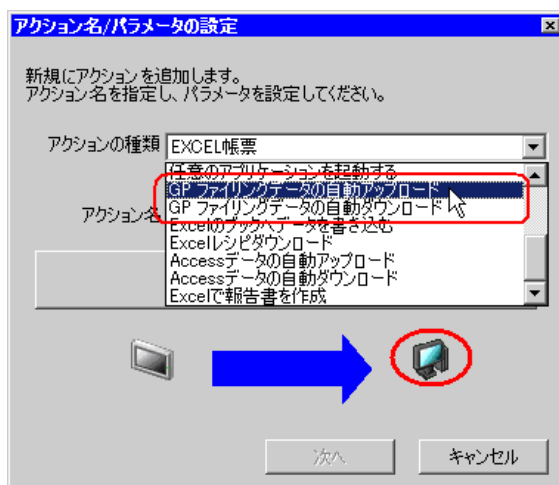 アクション名/パラメータの設定
新規にアクションを追加します。
アクション名を指定し、パラメータを設定してください。
アクションの種類 EXCEL帳票
任意のアプリケーションを起動する
GP ファイリングデータの自動アップロード
GP ファイリングデータの自動ダウンロード
アクション名
Excelのブックへデータを書き込む
Excelレシピダウンロード
Accessデータの自動アップロード
Accessデータの自動ダウンロード
Excelで報告書を作成
次へ
キャンセル